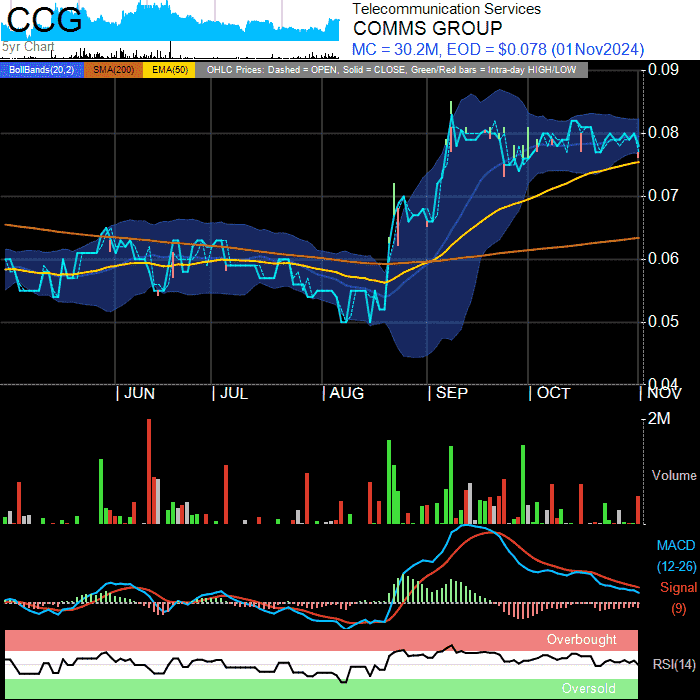 CCG
5yr Chart
Telecommunication Services
COMMS GROUP
MC = 30.2M, EOD = $0.078 (01Nov2024)
BollBands(20,2) SMA(200) EMA(50) OHLC Prices: Dashed = OPEN, Solid = CLOSE, Green/Red bars = Intra-day HIGH/LOW
0.09
0.08
0.07
0.06
0.05
0.04
JUN JUL AUG SEP OCT NOV
2M
Volume
MACD
(12-26)
Signal
(9)
Overbought
RSI(14)
Oversold